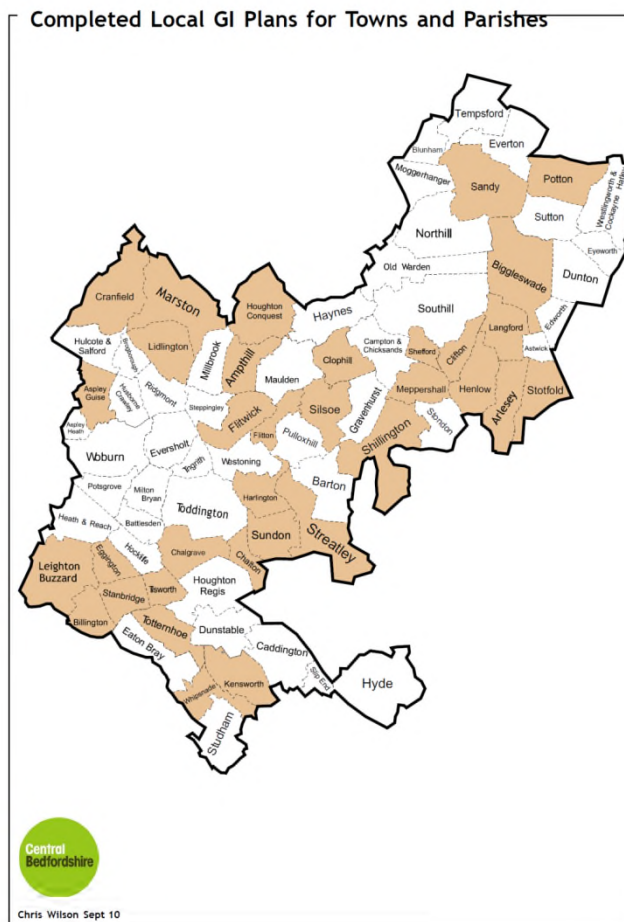 Completed Local GI Plans for Towns and Parishes
Tempsford
Blunham
Everton
Moggerhanger
Sandy
Potton
Westlingworth &
Cockayne Hatley
Sutton
Northill
Eyeworth
Old Warden
Biggleswade
Dunton
Cranfield
Marston
Houghton
Conquest
Haynes
Southill
Edworth
Hulcote &
Salford
Brogborough
Lidlington
Millbrook
Ampthill
Clophill
Campton &
Chicksands
Shefford
Clifton
Langford
Astwick
Maulden
Aspley
Guise
Husborne
Crawley
Ridgmont
Steppingley
Flitwick
Silsoe
Gravenhurst
Meppershall
Henlow
Arlesey
Stotfold
Aspley
Heath
Flitton
Pulloxhill
Shillington
Stondon
Woburn
Eversholt
Tingrith
Westoning
Barton
Potsgrove
Milton
Bryan
Toddington
Harlington
Heath & Reach
Battlesden
Sundon
Streatley
Hockliffe
Chalgrave
Chalton
Leighton
Buzzard
Eggington
Stanbridge
Tilsworth
Houghton
Regis
Billington
Totternhoe
Dunstable
Eaton Bray
Caddington
Whipsnade
Kensworth
Slip End
Hyde
Studham
Central
Bedfordshire
Chris Wilson Sept 10